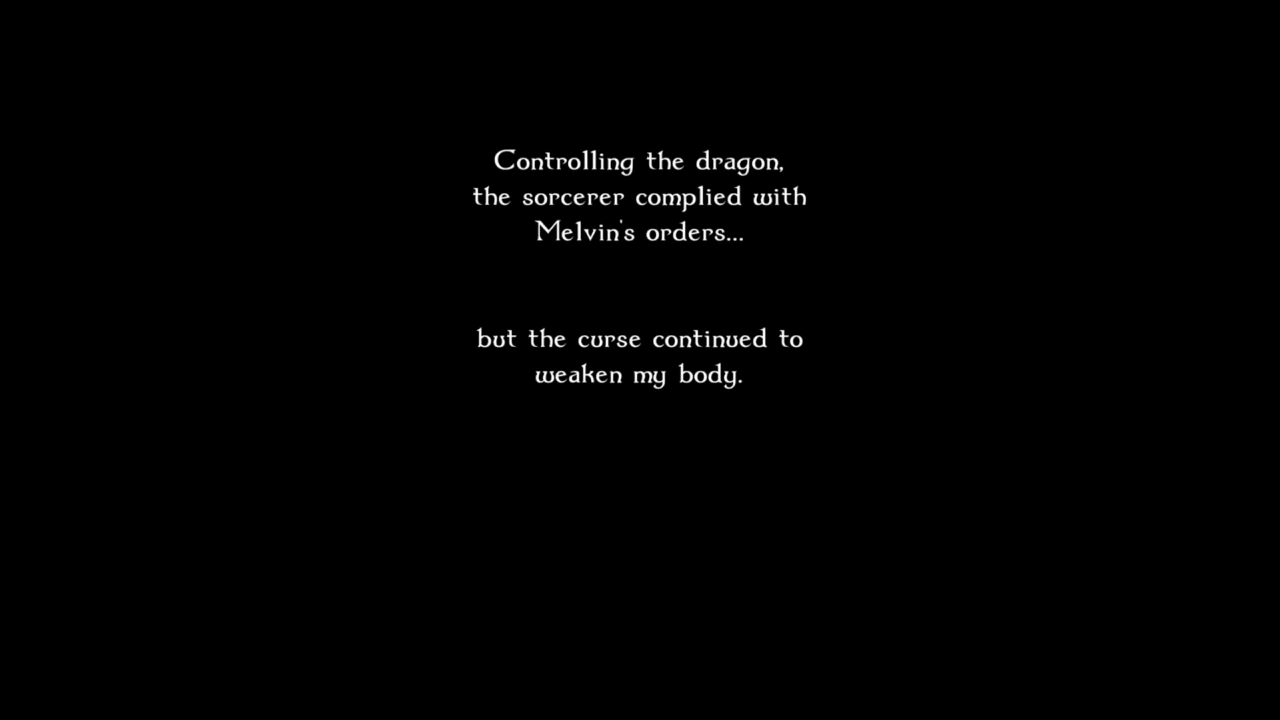 Controlling the dragon,
the sorcerer complied with
Melvin's orders...
but the curse continued to
weaken my body.